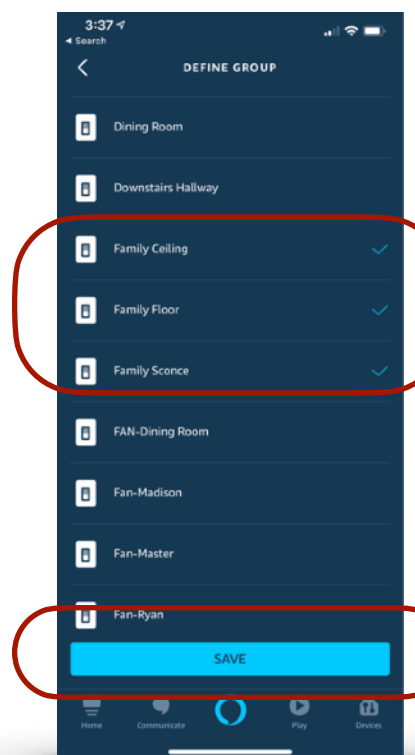 3:37
Search
DEFINE GROUP
Dining Room
Downstairs Hallway
Family Ceiling
Family Floor
Family Sconce
FAN-Dining Room
Fan-Madison
Fan-Master
Fan-Ryan
SAVE
Home Communicate Play Devices